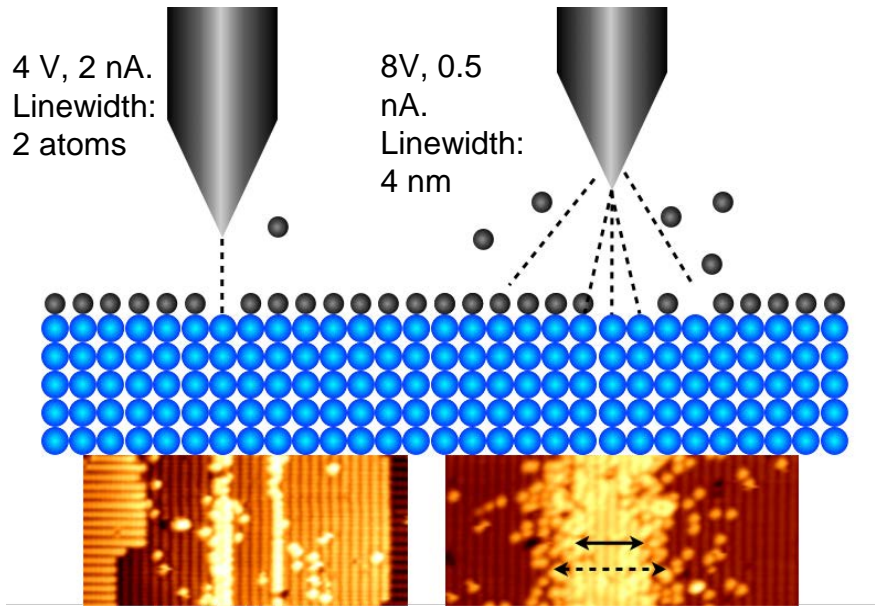 4 V, 2 nA.
Linewidth:
2 atoms
8V, 0.5
nA.
Linewidth:
4 nm